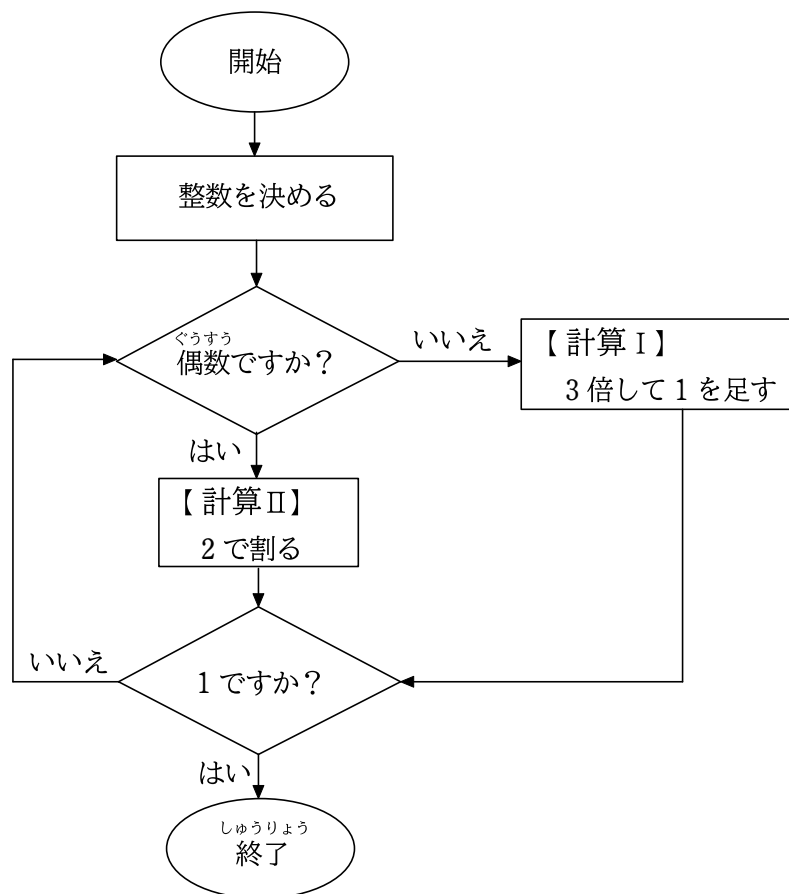 開始
整数を決める
ぐうすう
偶数ですか？
いいえ
【計算Ⅰ】
3倍して1を足す
はい
【計算Ⅱ】
2で割る
いいえ
1ですか？
はい
しゅうりょう
終了